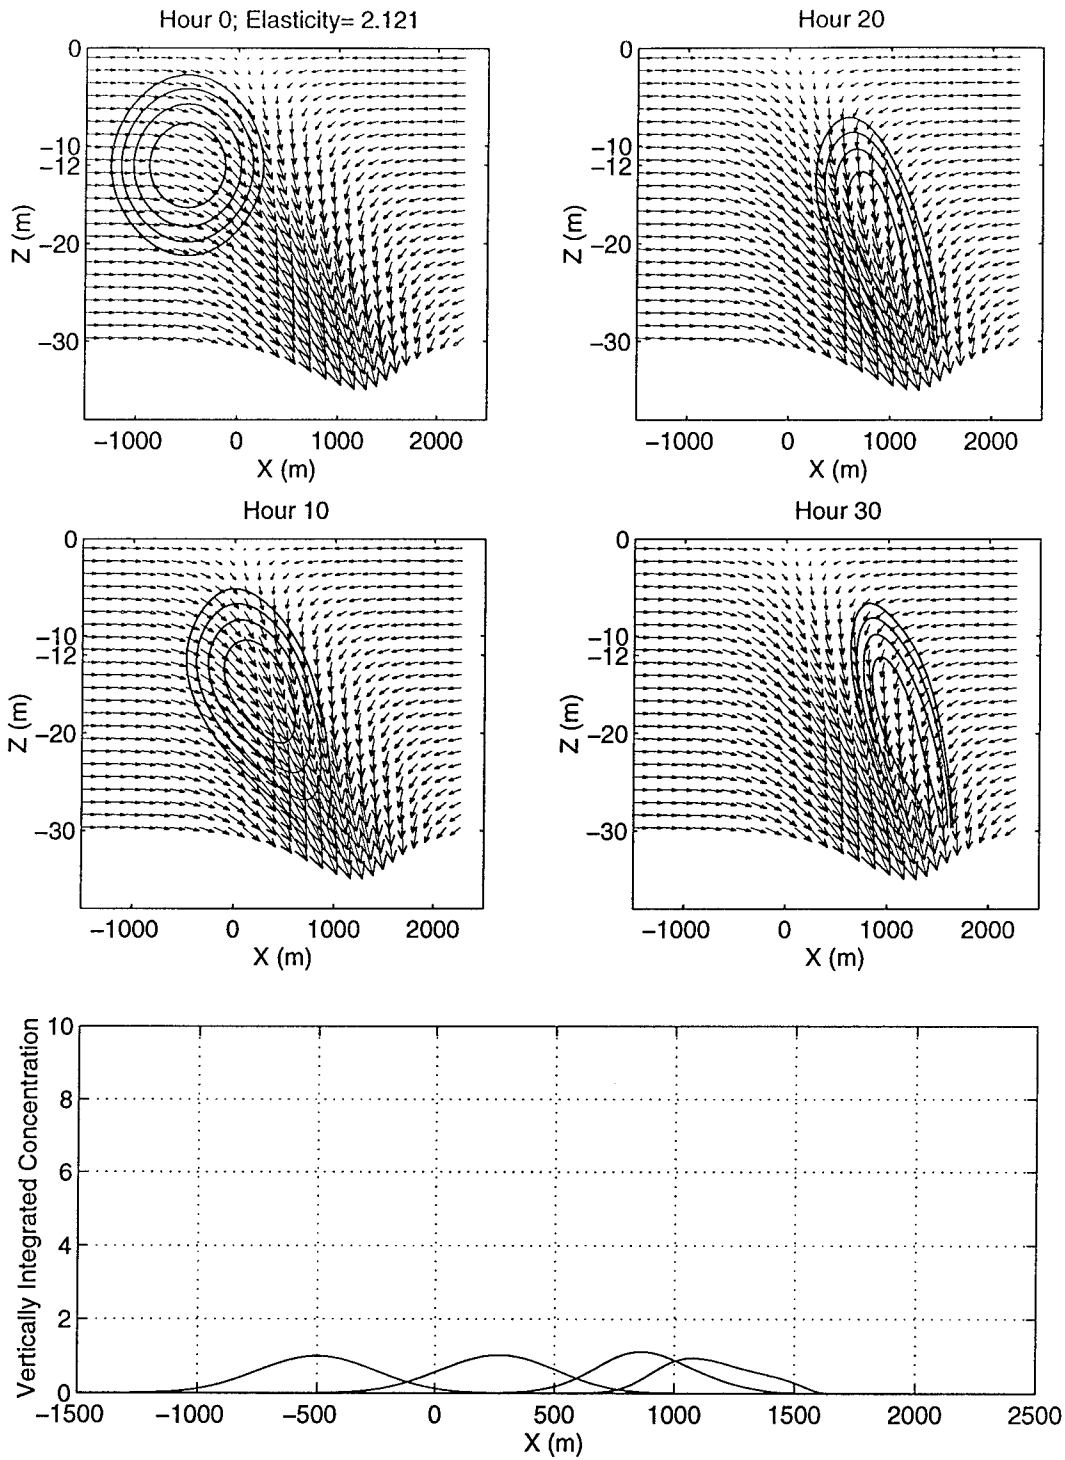 Hour 0; Elasticity= 2.121
Hour 20
0
−10
−12
−20
−30
Z (m)
−1000 0 1000 2000
X (m)
0
−10
−12
−20
−30
Z (m)
−1000 0 1000 2000
X (m)
Hour 10
Hour 30
0
−10
−12
−20
−30
Z (m)
−1000 0 1000 2000
X (m)
0
−10
−12
−20
−30
Z (m)
−1000 0 1000 2000
X (m)
Vertically Integrated Concentration
10
8
6
4
2
0
−1500 −1000 −500 0 500 1000 1500 2000 2500
X (m)